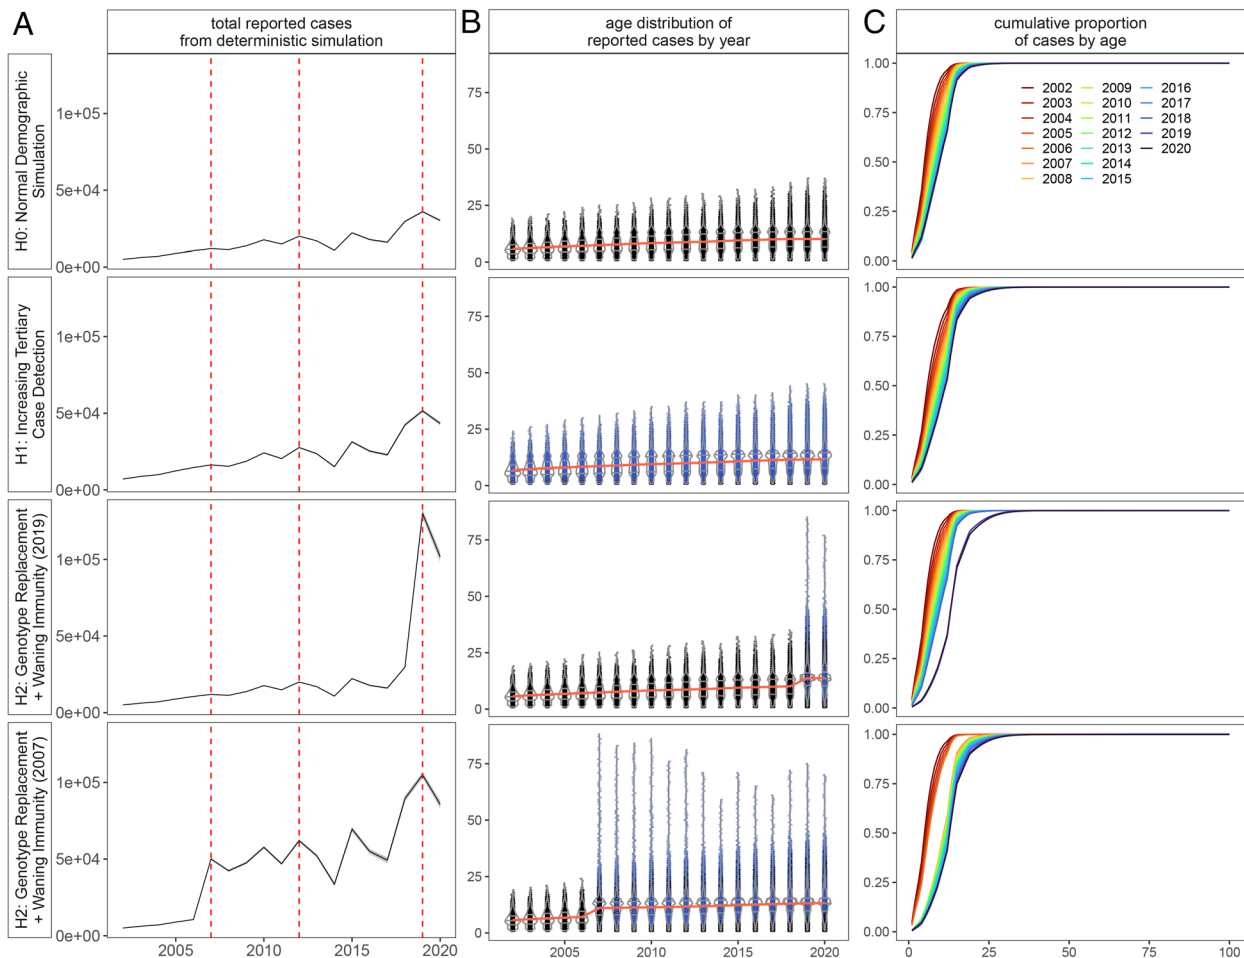 A
total reported cases
from deterministic simulation
B
age distribution of
reported cases by year
C
cumulative proportion
of cases by age
H0: Normal Demographic
Simulation
1e+05
5e+04
0e+00
75
50
25
0
1.00
0.75
0.50
0.25
0.00
2002 2009 2016
2003 2010 2017
2004 2011 2018
2005 2012 2019
2006 2013 2020
2007 2014
2008 2015
H1: Increasing Tertiary
Case Detection
1e+05
5e+04
0e+00
75
50
25
0
1.00
0.75
0.50
0.25
0.00
H2: Genotype Replacement
+ Waning Immunity (2019)
1e+05
5e+04
0e+00
75
50
25
0
1.00
0.75
0.50
0.25
0.00
H2: Genotype Replacement
+ Waning Immunity (2007)
1e+05
5e+04
0e+00
75
50
25
0
1.00
0.75
0.50
0.25
0.00
2005 2010 2015 2020
2005 2010 2015 2020
0 25 50 75 100